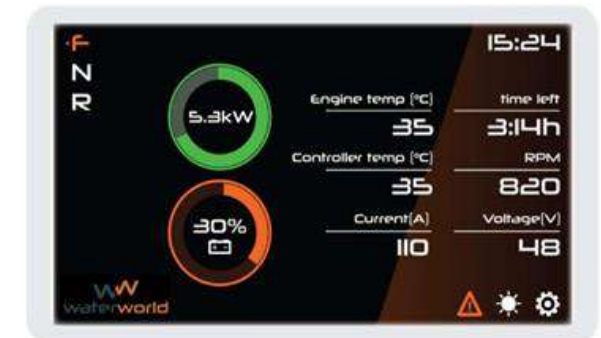 F
N
R
15:24
5.3kW
Engine temp (°C)
35
time left
3:14h
Controller temp (°C)
35
RPM
820
30%
Current(A)
110
Voltage(V)
48
waterworld